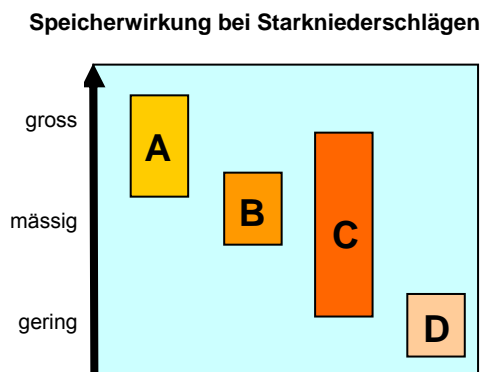 Speicherwirkung bei Starkniederschlägen
gross
A
mässig
B
C
gering
D